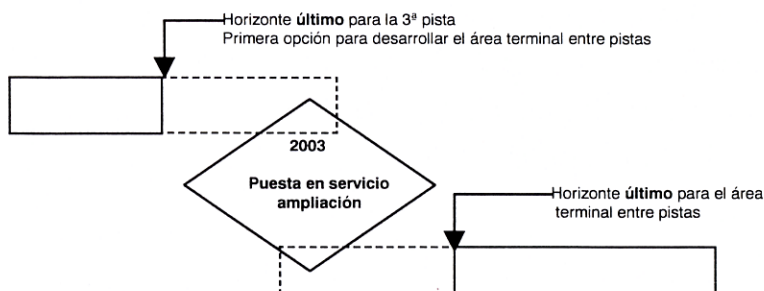 Horizonte último para la 3ª pista
Primera opción para desarrollar el área terminal entre pistas
2003
Puesta en servicio
ampliación
Horizonte último para el área
terminal entre pistas